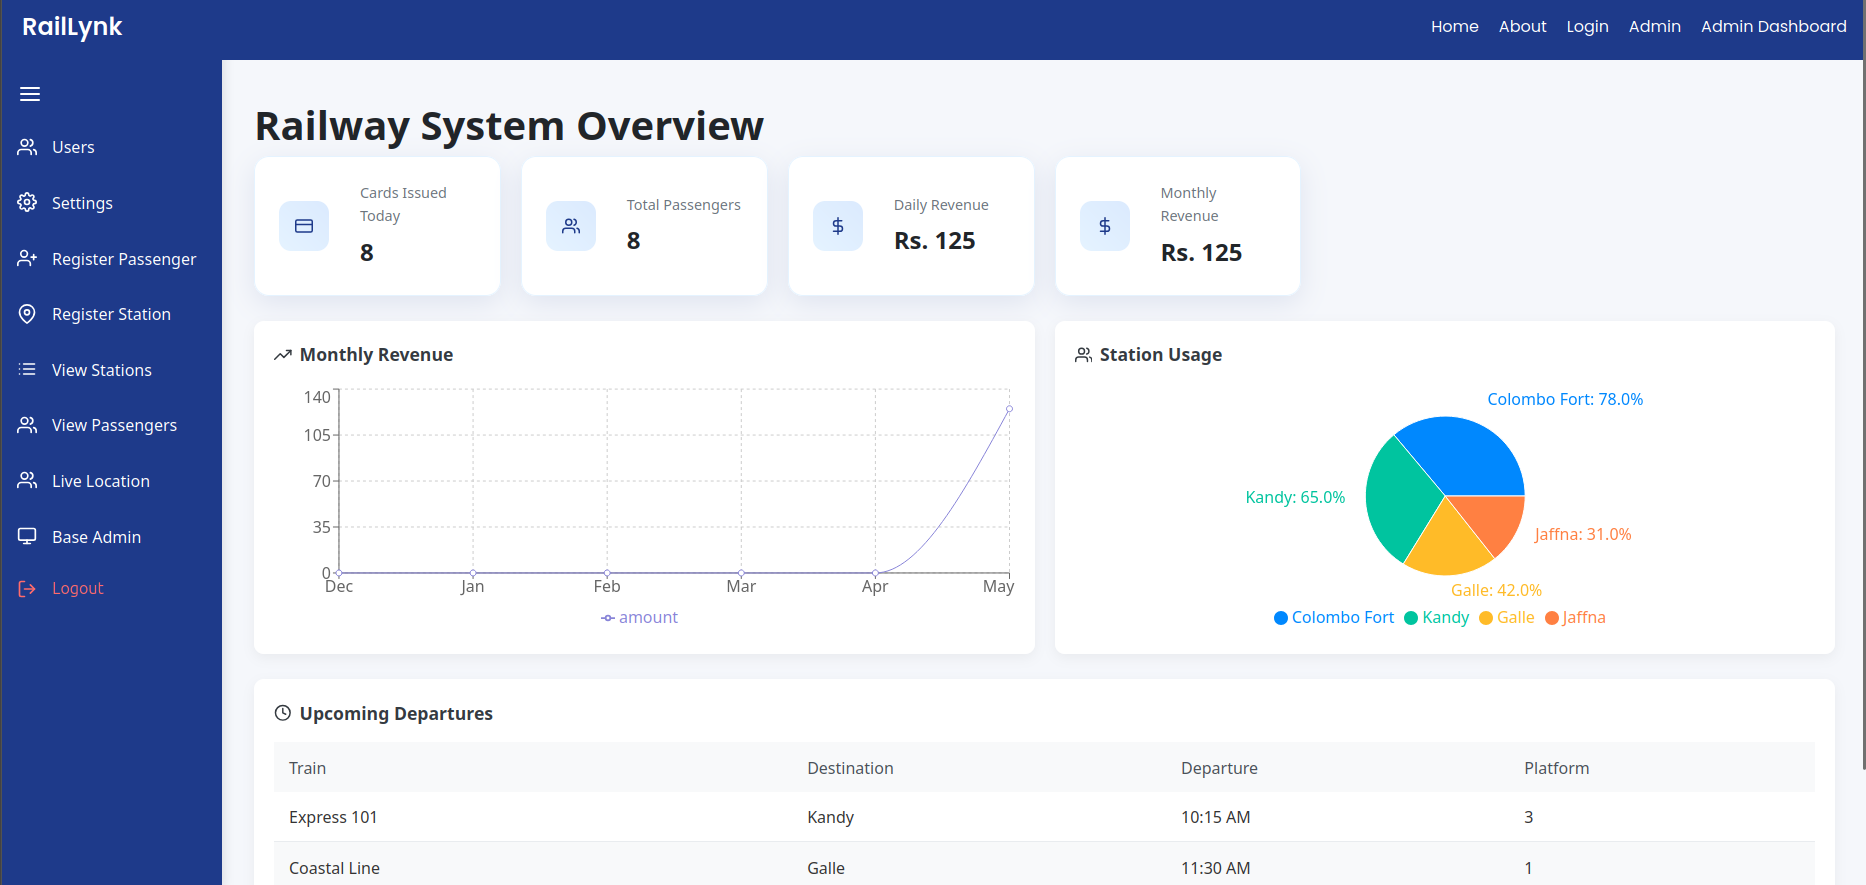 RailLynk
Home About Login Admin Admin Dashboard
Users
Settings
Register Passenger
Register Station
View Stations
View Passengers
Live Location
Base Admin
Logout
Railway System Overview
Cards Issued
Today
8
Total Passengers
8
Daily Revenue
Rs. 125
Monthly
Revenue
Rs. 125
Monthly Revenue
140
105
70
35
0
Dec Jan Feb Mar Apr May
amount
Station Usage
Colombo Fort: 78.0%
Kandy: 65.0%
Jaffna: 31.0%
Galle: 42.0%
Colombo Fort Kandy Galle Jaffna
Upcoming Departures
Train Destination Departure Platform
Express 101 Kandy 10:15 AM 3
Coastal Line Galle 11:30 AM 1